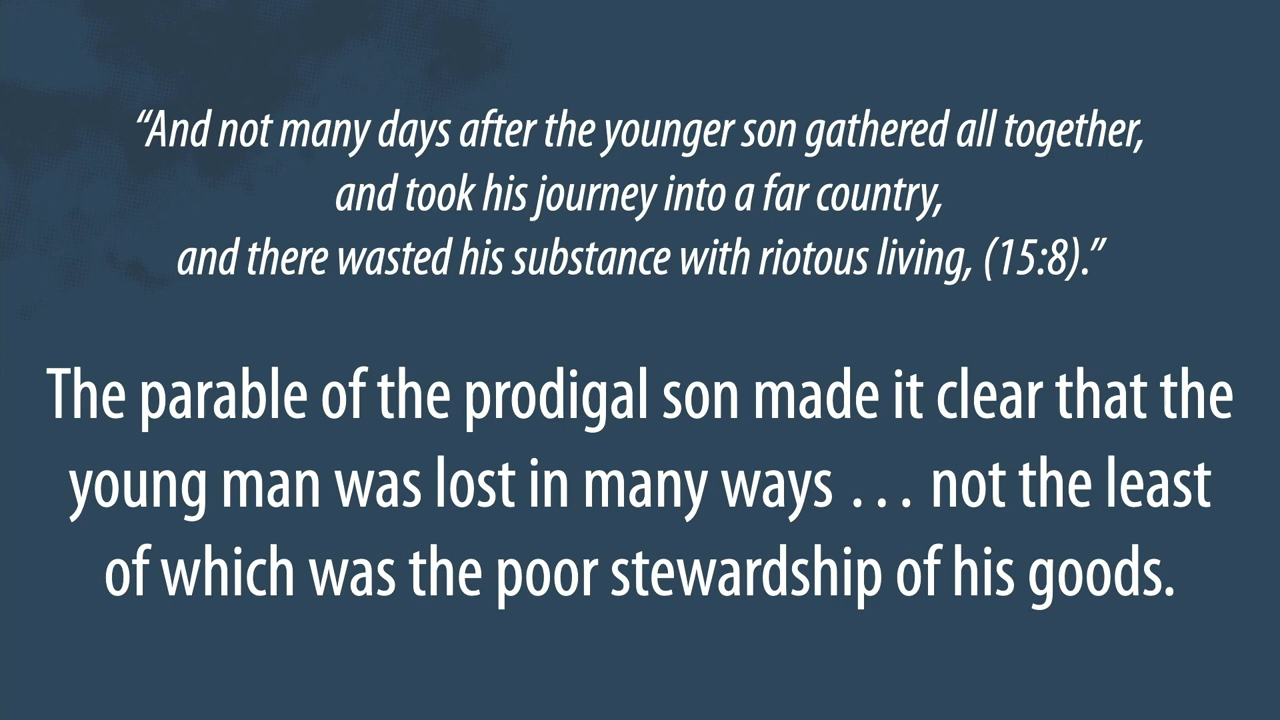 “And not many days after the younger son gathered all together,
and took his journey into a far country,
and there wasted his substance with riotous living, (15:8).”
The parable of the prodigal son made it clear that the
young man was lost in many ways . . . not the least
of which was the poor stewardship of his goods.